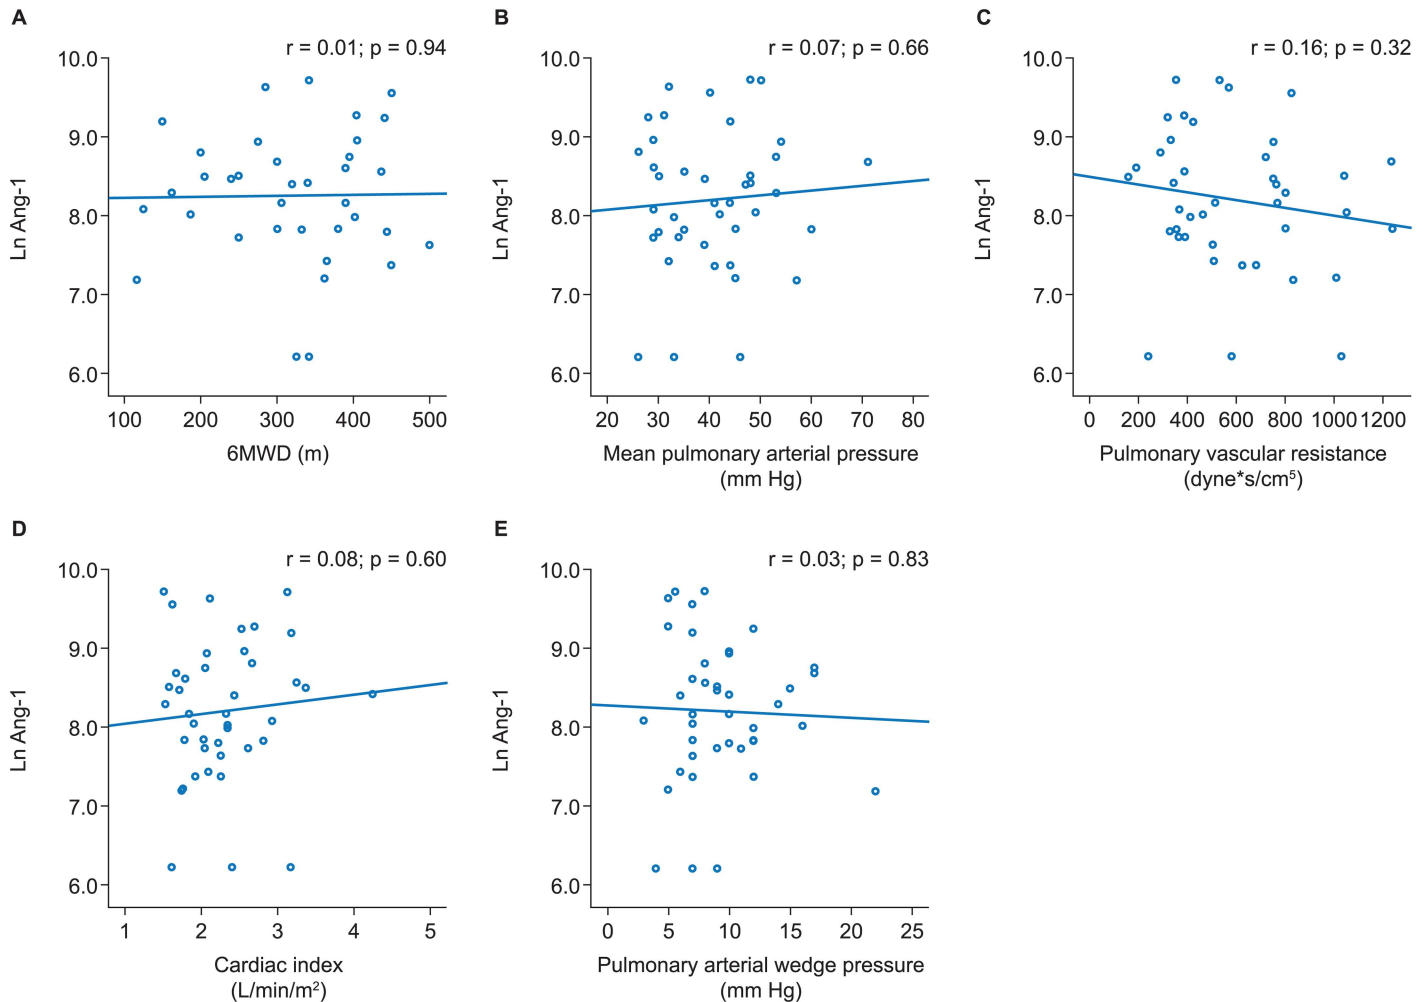 A
r = 0.01; p = 0.94
Ln Ang-1
10.0
9.0
8.0
7.0
6.0
100 200 300 400 500
6MWD (m)
B
r = 0.07; p = 0.66
Ln Ang-1
10.0
9.0
8.0
7.0
6.0
20 30 40 50 60 70 80
Mean pulmonary arterial pressure
(mm Hg)
C
r = 0.16; p = 0.32
Ln Ang-1
10.0
9.0
8.0
7.0
6.0
0 200 400 600 800 1000 1200
Pulmonary vascular resistance
(dyne*s/cm⁵)
D
r = 0.08; p = 0.60
Ln Ang-1
10.0
9.0
8.0
7.0
6.0
1 2 3 4 5
Cardiac index
(L/min/m²)
E
r = 0.03; p = 0.83
Ln Ang-1
10.0
9.0
8.0
7.0
6.0
0 5 10 15 20 25
Pulmonary arterial wedge pressure
(mm Hg)